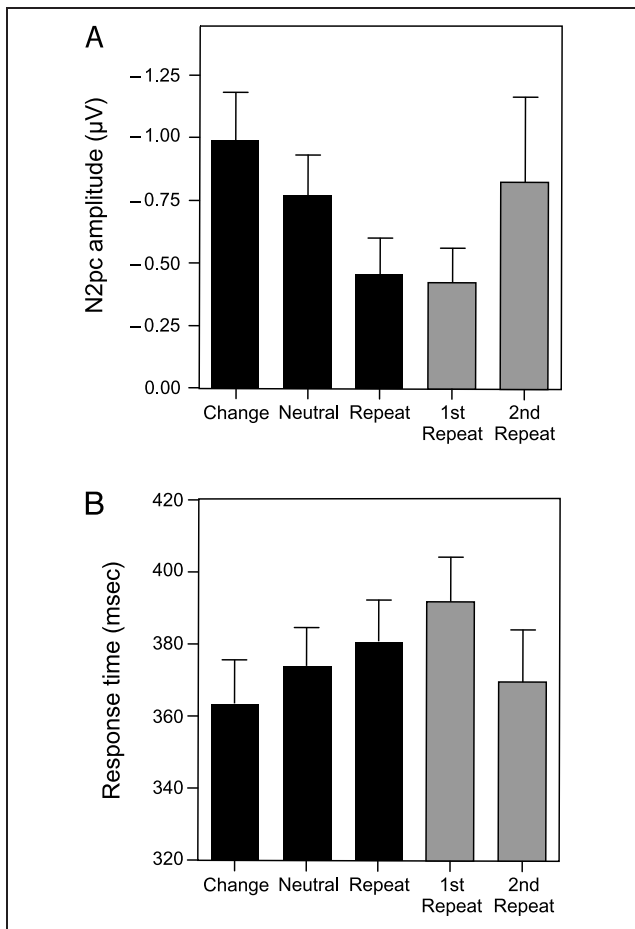 A
N2pc amplitude (µV)
−1.25
−1.00
−0.75
−0.50
−0.25
0.00
Change Neutral Repeat 1st Repeat 2nd Repeat
B
Response time (msec)
420
400
380
360
340
320
Change Neutral Repeat 1st Repeat 2nd Repeat